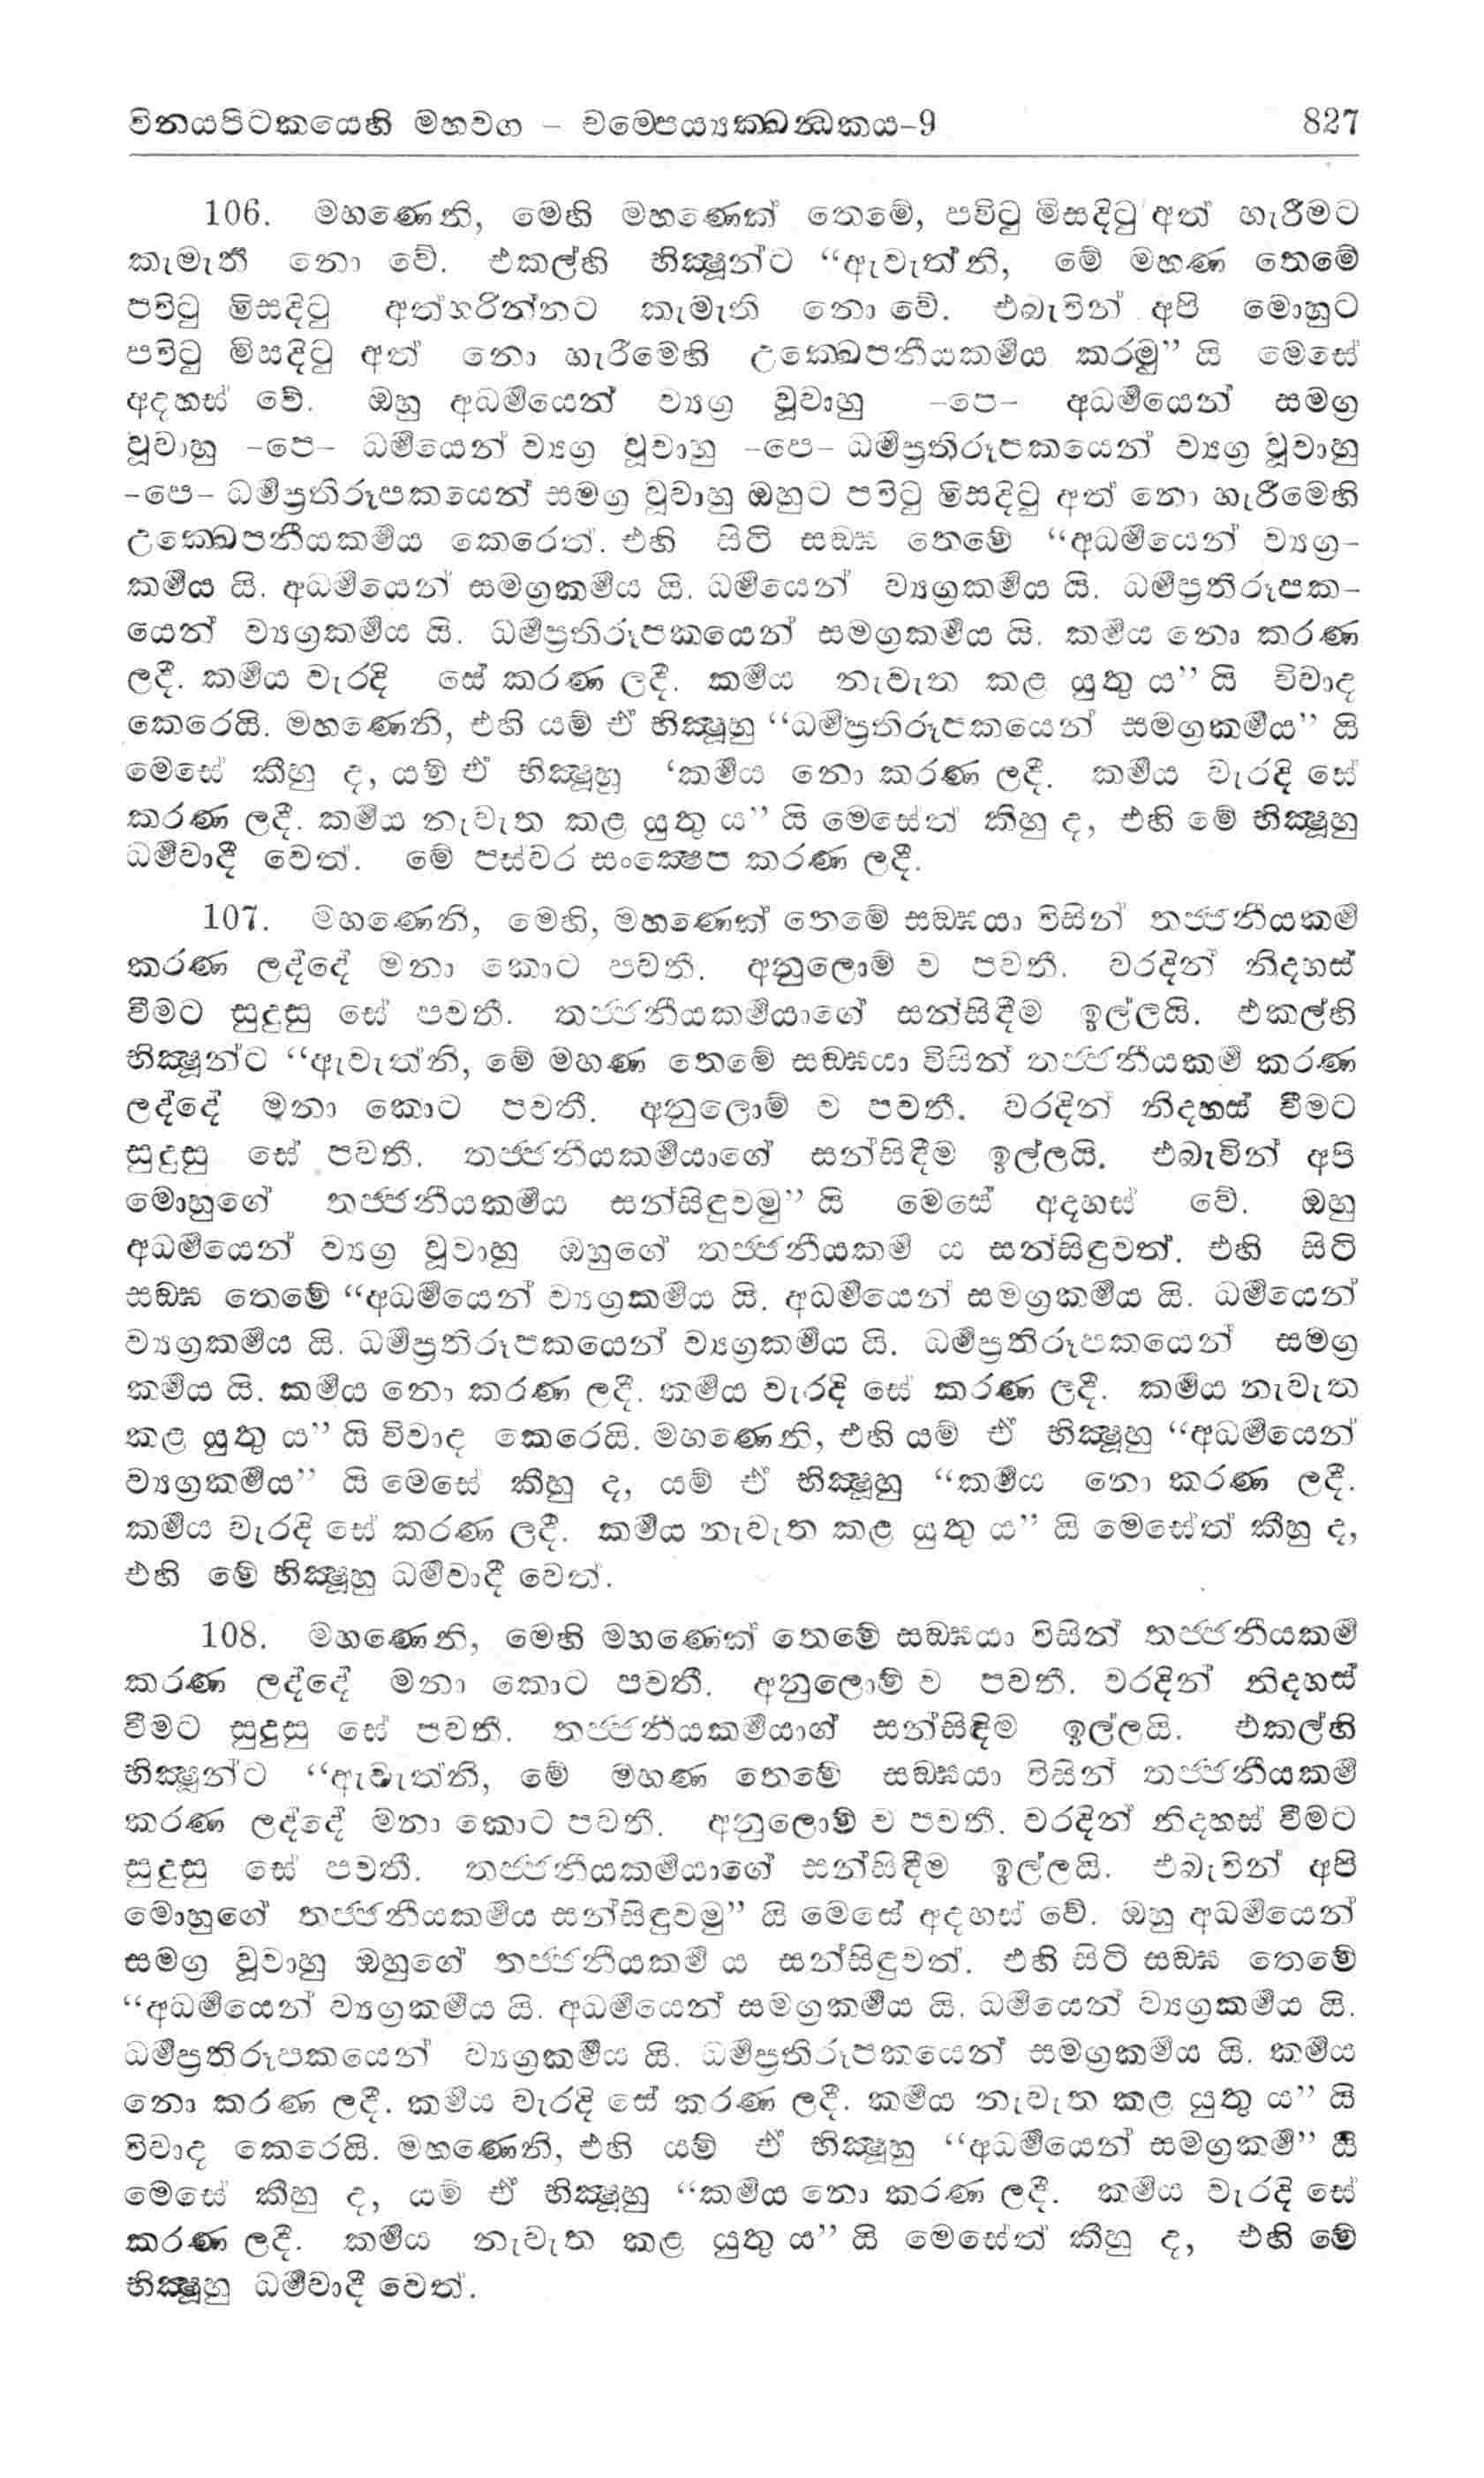 විනයපිටකයෙහි මහවග - චම්පෙය්‍යක්ඛන්‍ධකය-9 827
106. මහණෙනි, මෙහි මහණෙක් තෙමේ, පවිටු මිසදිටු අත් හැරීමට
කැමැති නො වේ. එකල්හි භික්‍ෂූන්ට “ඇවැත්නි, මේ මහණ තෙමේ
පවිටු මිසදිටු අත්හරින්නට කැමැති නො වේ. එබැවින් අපි මොහුට
පවිටු මිසදිටු අත් නො හැරීමෙහි උක්ඛෙපනීයකර්‍මය කරමු” යි මෙසේ
අදහස් වේ. ඔහු අධර්‍මයෙන් ව්‍යග්‍ර වූවාහු -පෙ- අධර්‍මයෙන් සමග්‍ර
වූවාහු -පෙ- ධර්‍මයෙන් ව්‍යග්‍ර වූවාහු -පෙ- ධර්‍මප්‍රතිරූපකයෙන් ව්‍යග්‍ර වූවාහු
-පෙ- ධර්‍මප්‍රතිරූපකයෙන් සමග්‍ර වූවාහු ඔහුට පවිටු මිසදිටු අත් නො හැරීමෙහි
උක්ඛෙපනීයකර්‍මය කෙරෙත්. එහි සිටි සඞ්ඝ තෙමේ “අධර්‍මයෙන් ව්‍යග්‍ර-
කර්‍මය යි. අධර්‍මයෙන් සමග්‍රකර්‍මය යි. ධර්‍මයෙන් ව්‍යග්‍රකර්‍මය යි. ධර්‍මප්‍රතිරූපක-
යෙන් ව්‍යග්‍රකර්‍මය යි. ධර්‍මප්‍රතිරූපකයෙන් සමග්‍රකර්‍මය යි. කර්‍මය නො කරණ
ලදී. කර්‍මය වැරදි සේ කරණ ලදී. කර්‍මය නැවැත කළ යුතු ය” යි විවාද
කෙරෙයි. මහණෙනි, එහි යම් ඒ භික්‍ෂූහු “ධර්‍මප්‍රතිරූපකයෙන් සමග්‍රකර්‍මය” යි
මෙසේ කීහු ද, යම් ඒ භික්‍ෂූහු ‘කර්‍මය නො කරණ ලදී. කර්‍මය වැරදි සේ
කරණ ලදී. කර්‍මය නැවැත කළ යුතු ය” යි මෙසේත් කිහු ද, එහි මේ භික්‍ෂූහු
ධර්‍මවාදී වෙත්. මේ පස්වර සංක්‍ෂෙප කරණ ලදී.
107. මහණෙනි, මෙහි, මහණෙක් තෙමේ සඞ්ඝයා විසින් තජ්ජනීයකර්‍ම
කරණ ලද්දේ මනා කොට පවතී. අනුලොම ව පවතී. වරදින් නිදහස්
වීමට සුදුසු සේ පවතී. තජ්ජනීයකර්‍මයාගේ සන්සිඳීම ඉල්ලයි. එකල්හි
භික්‍ෂූන්ට “ඇවැත්නි, මේ මහණ තෙමේ සඞ්ඝයා විසින් තජ්ජනීයකර්‍ම කරණ
ලද්දේ මනා කොට පවතී. අනුලොම් ව පවතී. වරදින් නිදහස් වීමට
සුදුසු සේ පවතී. තජ්ජනීයකර්‍මයාගේ සන්සිඳීම ඉල්ලයි. එබැවින් අපි
මොහුගේ තජ්ජනීයකර්‍මය සන්සිඳුවමු” යි මෙසේ අදහස් වේ. ඔහු
අධර්‍මයෙන් ව්‍යග්‍ර වූවාහු ඔහුගේ තජ්ජනීයකර්‍ම ය සන්සිඳුවත්. එහි සිටි
සඞ්ඝ තෙමේ “අධර්‍මයෙන් ව්‍යග්‍රකර්‍මය යි. අධර්‍මයෙන් සමග්‍රකර්‍මය යි. ධර්‍මයෙන්
ව්‍යග්‍රකර්‍මය යි. ධර්‍මප්‍රතිරූපකයෙන් ව්‍යග්‍රකර්‍මය යි. ධර්‍මප්‍රතිරූපකයෙන් සමග්‍ර
කර්‍මය යි. කර්‍මය නො කරණ ලදී. කර්‍මය වැරදි සේ කරණ ලදී. කර්‍මය නැවැත
කළ යුතු ය” යි විවාද කෙරෙයි. මහණෙනි, එහි යම් ඒ භික්‍ෂූහු “අධර්‍මයෙන්
ව්‍යග්‍රකර්‍මය” යි මෙසේ කීහු ද, යම් ඒ භික්‍ෂූහු “කර්‍මය නො කරණ ලදී.
කර්‍මය වැරදි සේ කරණ ලදී. කර්‍මය නැවැත කළ යුතු ය” යි මෙසේත් කීහු ද,
එහි මේ භික්‍ෂූහු ධර්‍මවාදී වෙත්.
108. මහණෙනි, මෙහි මහණෙක් තෙමේ සඞ්ඝයා විසින් තජ්ජනීයකර්‍ම
කරණ ලද්දේ මනා කොට පවතී. අනුලොම් ව පවතී. වරදින් නිදහස්
වීමට සුදුසු සේ පවතී. තජ්ජනීයකර්‍මයාගේ සන්සිඳිම ඉල්ලයි. එකල්හි
භික්‍ෂූන්ට “ඇවැත්නි, මේ මහණ තෙමේ සඞ්ඝයා විසින් තජ්ජනීයකර්‍ම
කරණ ලද්දේ මනා කොට පවතී. අනුලොම් ව පවතී. වරදින් නිදහස් වීමට
සුදුසු සේ පවතී. තජ්ජනීයකර්‍මයාගේ සන්සිඳීම ඉල්ලයි. එබැවින් අපි
මොහුගේ තජ්ජනීයකර්‍මය සන්සිඳුවමු” යි මෙසේ අදහස් වේ. ඔහු අධර්‍මයෙන්
සමග්‍ර වූවාහු ඔහුගේ තජ්ජනීයකර්‍ම ය සන්සිඳුවත්. එහි සිටි සඞ්ඝ තෙමේ
“අධර්‍මයෙන් ව්‍යග්‍රකර්‍මය යි. අධර්‍මයෙන් සමග්‍රකර්‍මය යි. ධර්‍මයෙන් ව්‍යග්‍රකර්‍මය යි.
ධර්‍මප්‍රතිරූපකයෙන් ව්‍යග්‍රකර්‍මය යි. ධර්‍මප්‍රතිරූපකයෙන් සමග්‍රකර්‍මය යි. කර්‍මය
නො කරණ ලදී. කර්‍මය වැරදි සේ කරණ ලදී. කර්‍මය නැවැත කළ යුතු ය” යි
විවාද කෙරෙයි. මහණෙනි, එහි යම් ඒ භික්‍ෂූහු “අධර්‍මයෙන් සමග්‍රකර්‍ම” යි
මෙසේ කීහු ද, යම් ඒ භික්‍ෂූහු “කර්‍මය නො කරණ ලදී. කර්‍මය වැරදි සේ
කරණ ලදී. කර්‍මය නැවැත කළ යුතු ය” යි මෙසේත් කීහු ද, එහි මේ
භික්‍ෂූහු ධර්‍මවාදී වෙත්.